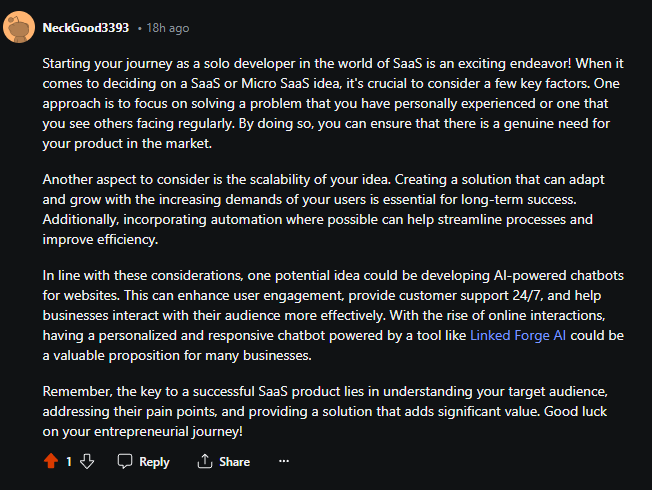 NeckGood3393 • 18h ago
Starting your journey as a solo developer in the world of SaaS is an exciting endeavor! When it
comes to deciding on a SaaS or Micro SaaS idea, it's crucial to consider a few key factors. One
approach is to focus on solving a problem that you have personally experienced or one that
you see others facing regularly. By doing so, you can ensure that there is a genuine need for
your product in the market.
Another aspect to consider is the scalability of your idea. Creating a solution that can adapt
and grow with the increasing demands of your users is essential for long-term success.
Additionally, incorporating automation where possible can help streamline processes and
improve efficiency.
In line with these considerations, one potential idea could be developing AI-powered chatbots
for websites. This can enhance user engagement, provide customer support 24/7, and help
businesses interact with their audience more effectively. With the rise of online interactions,
having a personalized and responsive chatbot powered by a tool like Linked Forge AI could be
a valuable proposition for many businesses.
Remember, the key to a successful SaaS product lies in understanding your target audience,
addressing their pain points, and providing a solution that adds significant value. Good luck
on your entrepreneurial journey!
1 Reply Share ...